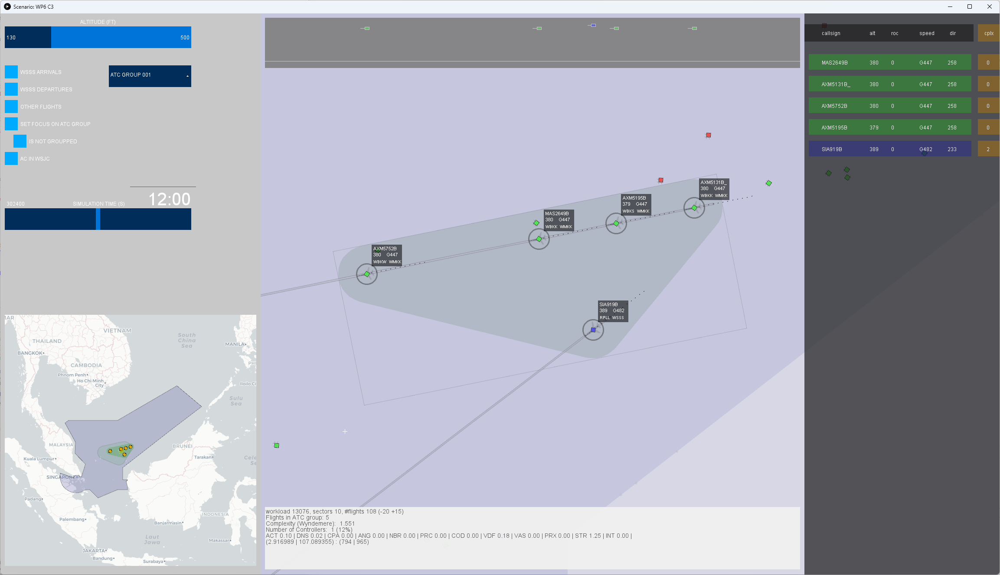 Scenario: WP6 C3
ALTITUDE (FT)
130 500
WSSS ARRIVALS
ATC GROUP 001
WSSS DEPARTURES
OTHER FLIGHTS
SET FOCUS ON ATC GROUP
IS NOT GROUPPED
AC IN WSJC
12:00
302400 SIMULATION TIME (S)
VIETNAM
South
China
Sea
THAILAND
MANILA
BANGKOK
CAMBODIA
Phnom Penh
Ho Chi Minh
City
Iloilo Ci
Sulu
Sea
MALAYSIA
BRUNEI
Kuala Lumpur
Tarakan
Cele
Se
SINGAPORE
Padang
INDONESIA
Palembang
Banjarmasin
Laut
Jawa
Makassar
JAKARTA
Bandung
Surabaya
AXM5131B_
380 G447
WBKK WMKK
AXM5195B
379 G447
WBKS WMKK
MAS2649B
380 G447
WBKK WMKK
AXM5752B
380 G447
WBKW WMKK
SIA919B
389 G482
RPLL WSSS
workload 13076, sectors 10, #flights 108 (-20 +15)
Flights in ATC group: 5
Complexity (Wyndemere): 1.551
Number of Controllers: 1 (12%)
ACT 0.10 | DNS 0.02 | CPA 0.00 | ANG 0.00 | NBR 0.00 | PRC 0.00 | COD 0.00 | VDF 0.18 | VAS 0.00 | PRX 0.00 | STR 1.25 | INT 0.00 |
(2.916989 | 107.089355) : (794 | 965)
callsign alt roc speed dir cplx
MAS2649B 380 0 G447 258 0
AXM5131B_ 380 0 G447 258 0
AXM5752B 380 0 G447 258 0
AXM5195B 379 0 G447 258 0
SIA919B 389 0 G482 233 2